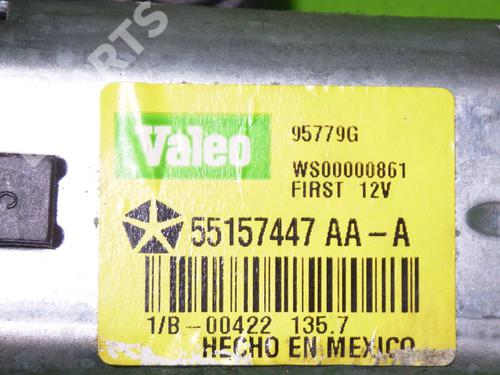 Valeo
95779G
WS00000861
FIRST 12V
55157447 AA-A
1/B-00422 135.7
HECHO EN MEXICO